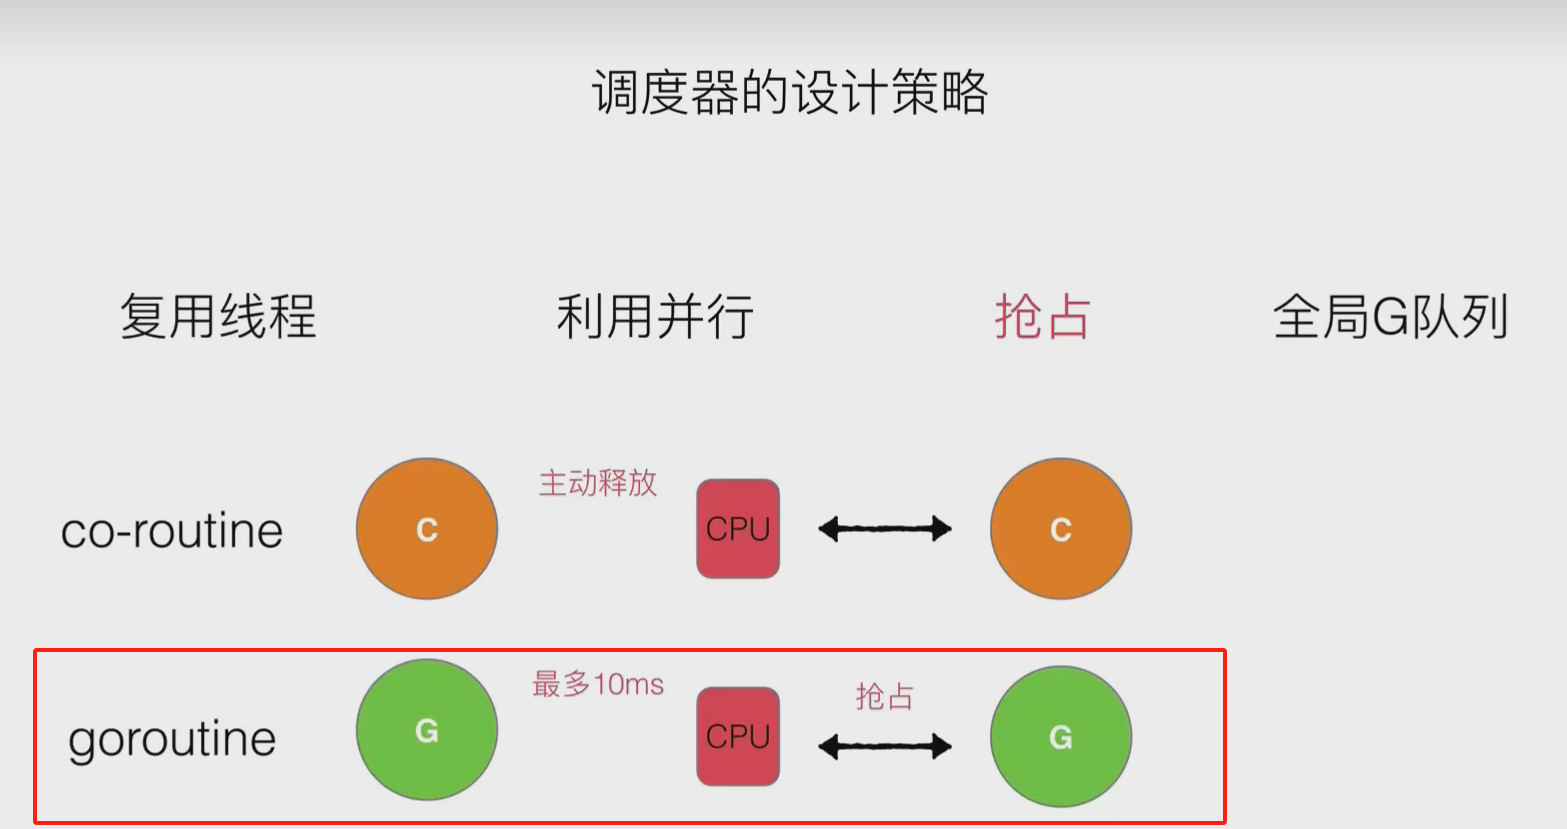 调度器的设计策略
复用线程 利用并行 抢占 全局G队列
co-routine C 主动释放 CPU C
goroutine G 最多10ms CPU 抢占 G